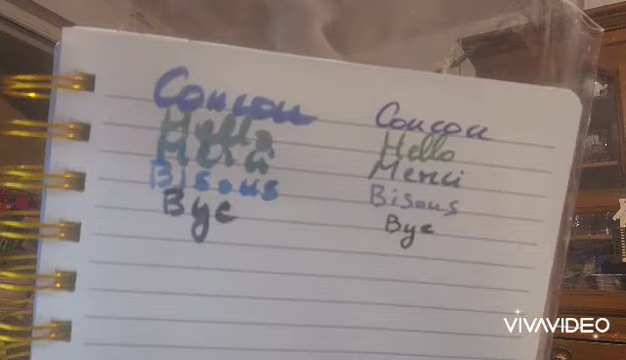 Coucou Coucou
Hello Hello
Merci Merci
Bisous Bisous
Bye Bye
VIVAVIDEO